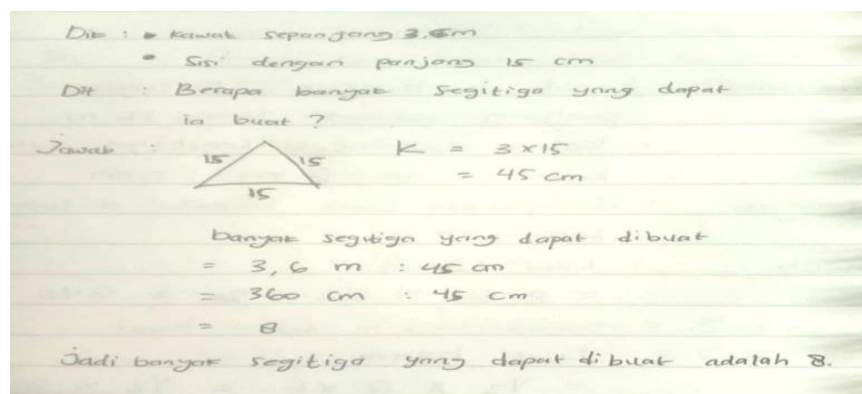 Dik : • Kawat sepanjang 3,6m
• Sisi dengan panjang 15 cm
Dit : Berapa banyak segitiga yang dapat
ia buat ?
Jawab :
15 15
15
K = 3 x 15
= 45 cm
banyak segitiga yang dapat dibuat
= 3,6 m : 45 cm
= 360 cm : 45 cm
= 8
Jadi banyak segitiga yang dapat dibuat adalah 8.